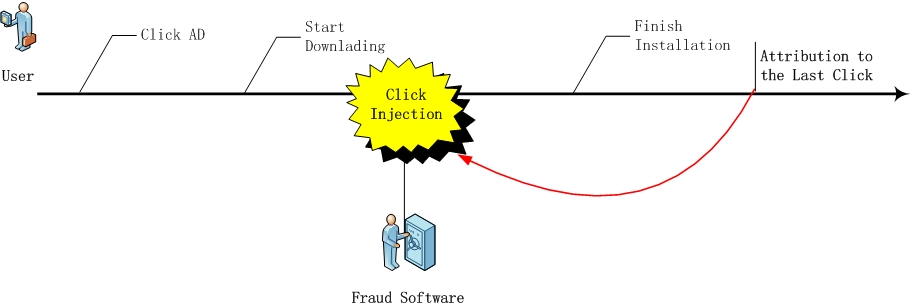 User
Click AD
Start
Downlading
Click
Injection
Finish
Installation
Attribution to
the Last Click
Fraud Software